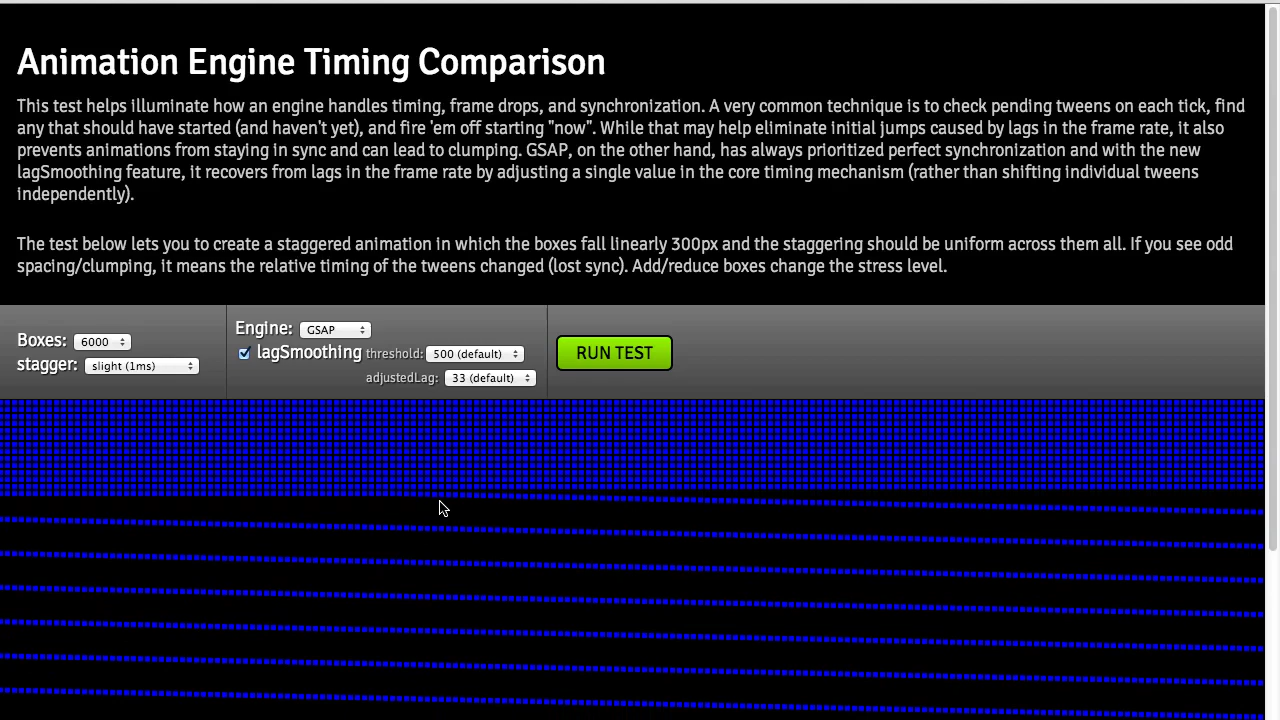 Animation Engine Timing Comparison
This test helps illuminate how an engine handles timing, frame drops, and synchronization. A very common technique is to check pending tweens on each tick, find
any that should have started (and haven't yet), and fire 'em off starting "now". While that may help eliminate initial jumps caused by lags in the frame rate, it also
prevents animations from staying in sync and can lead to clumping. GSAP, on the other hand, has always prioritized perfect synchronization and with the new
lagSmoothing feature, it recovers from lags in the frame rate by adjusting a single value in the core timing mechanism (rather than shifting individual tweens
independently).
The test below lets you to create a staggered animation in which the boxes fall linearly 300px and the staggering should be uniform across them all. If you see odd
spacing/clumping, it means the relative timing of the tweens changed (lost sync). Add/reduce boxes change the stress level.
Boxes: 6000
stagger: slight (1ms)
Engine: GSAP
lagSmoothing threshold: 500 (default)
adjustedLag: 33 (default)
RUN TEST